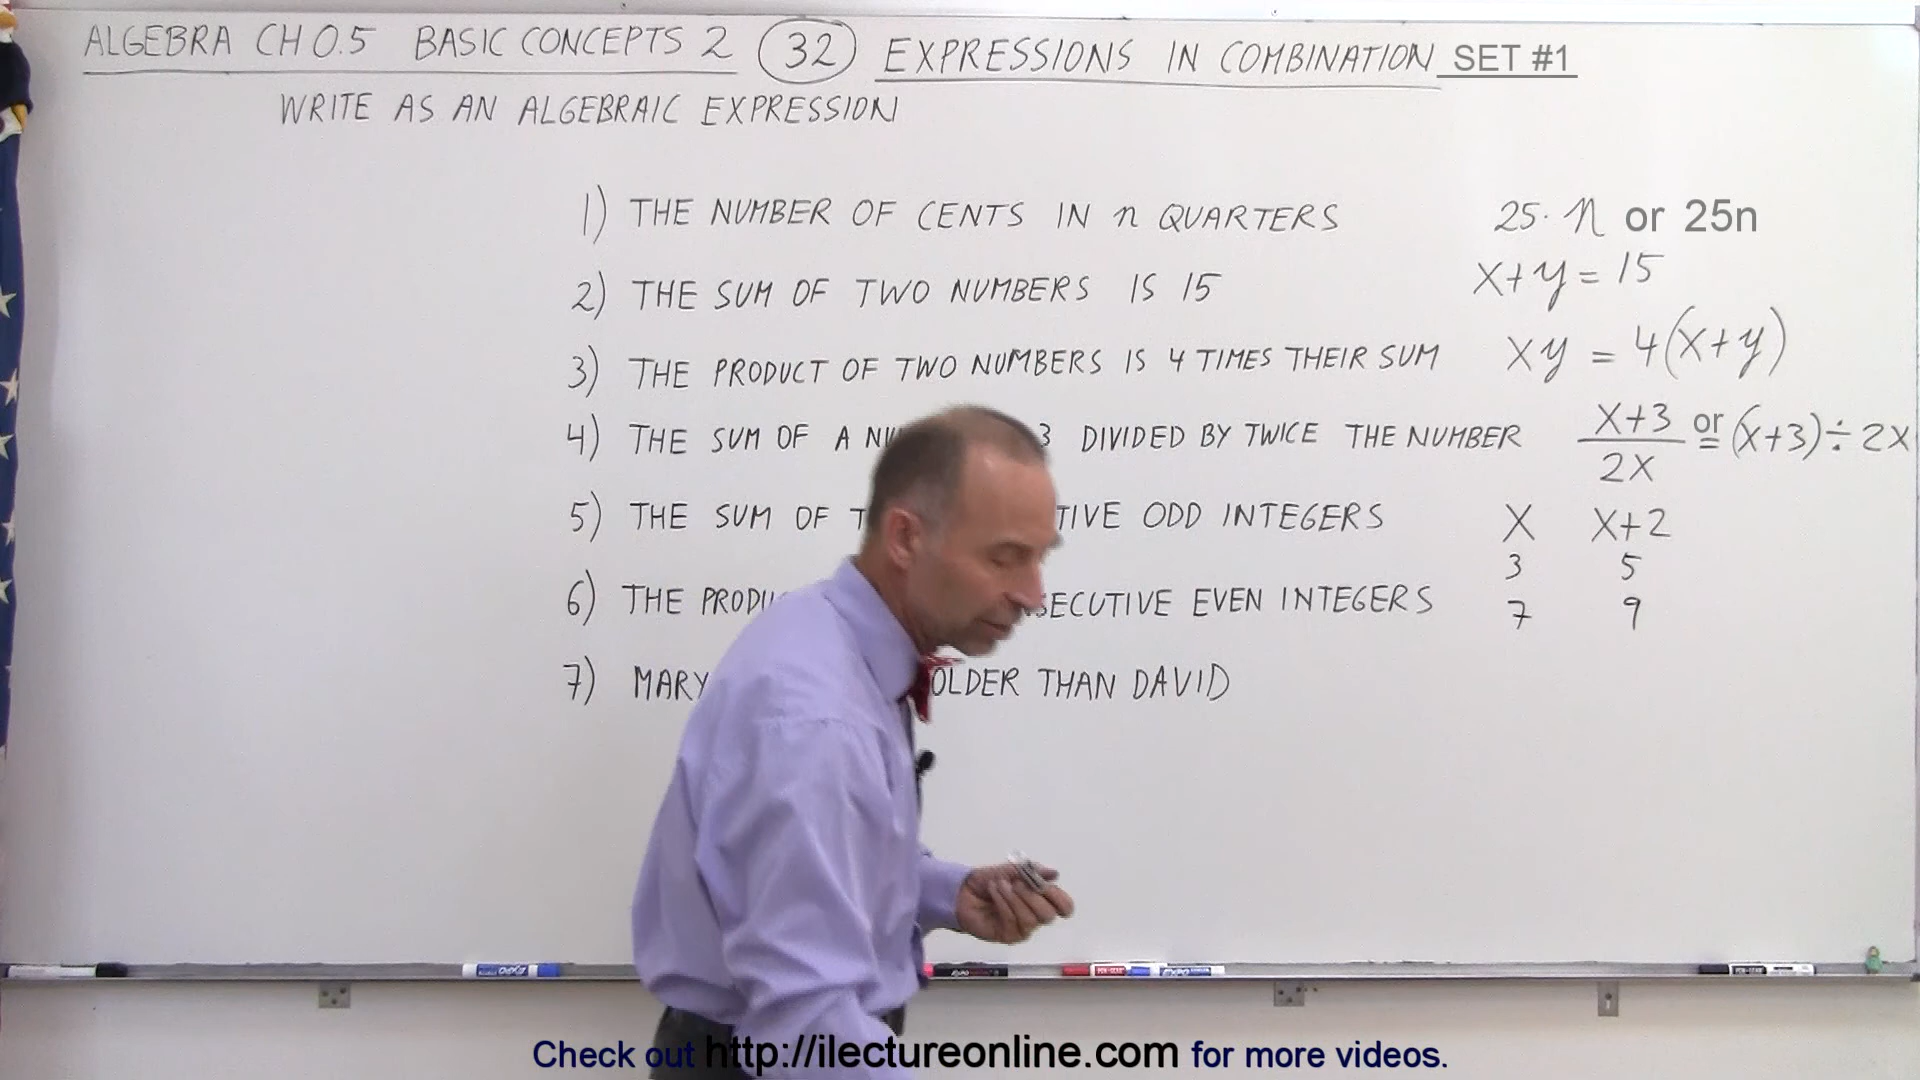 ALGEBRA CH 0.5 BASIC CONCEPTS 2 32 EXPRESSIONS IN COMBINATION SET #1
WRITE AS AN ALGEBRAIC EXPRESSION
1) THE NUMBER OF CENTS IN n QUARTERS 25·n or 25n
2) THE SUM OF TWO NUMBERS IS 15 x+y=15
3) THE PRODUCT OF TWO NUMBERS IS 4 TIMES THEIR SUM xy = 4(x+y)
4) THE SUM OF A 3 DIVIDED BY TWICE THE NUMBER x+3 or = (x+3)÷2x
2x
5) THE SUM OF ODD INTEGERS x x+2
3 5
6) THE EVEN INTEGERS 7 9
7) MARY OLDER THAN DAVID
Check out http://ilectureonline.com for more videos.